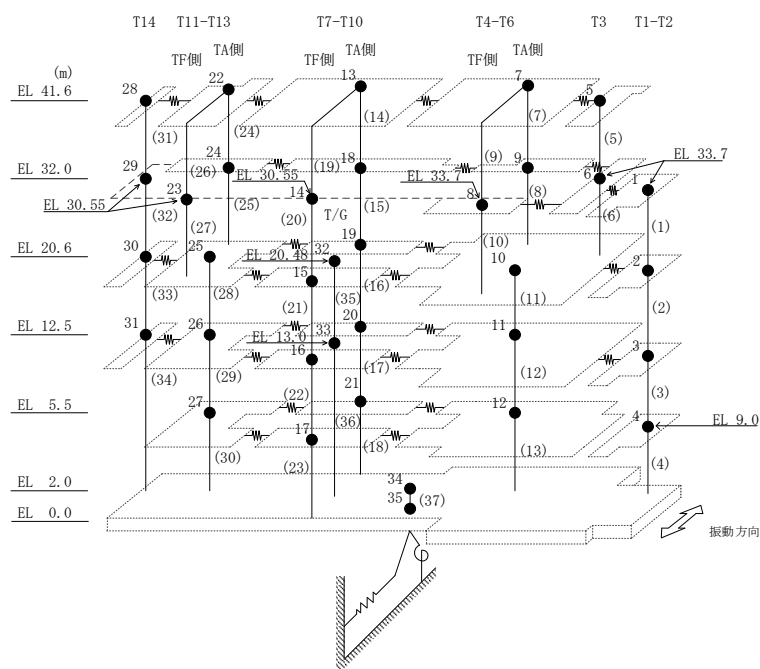 T14 T11-T13 T7-T10 T4-T6 T3 T1-T2
TF側 TA側 TF側 TA側 TF側 TA側
(m)
EL 41.6 28 22 13 7 5
(31) (24) (14) (7) (5)
EL 32.0 29 24 18 9 6 1 EL 33.7
(26) EL 30.55 (19) EL 33.7 (9)
EL 30.55 23 14 8 (8) (6)
(32) (27) (25) (20) T/G (15) (10) (1)
EL 20.6 30 25 32 19 10 2
EL 20.48
(33) (28) 15 (35) (16) (11) (2)
(21)
EL 12.5 31 26 33 20 11 3
EL 13.0
(34) (29) 16 (17) (12) (3)
EL 5.5 27 21 12 4 EL 9.0
(22) (36)
(30) 17 (18) (13) (4)
(23)
EL 2.0 34
EL 0.0 35 (37)
振動方向